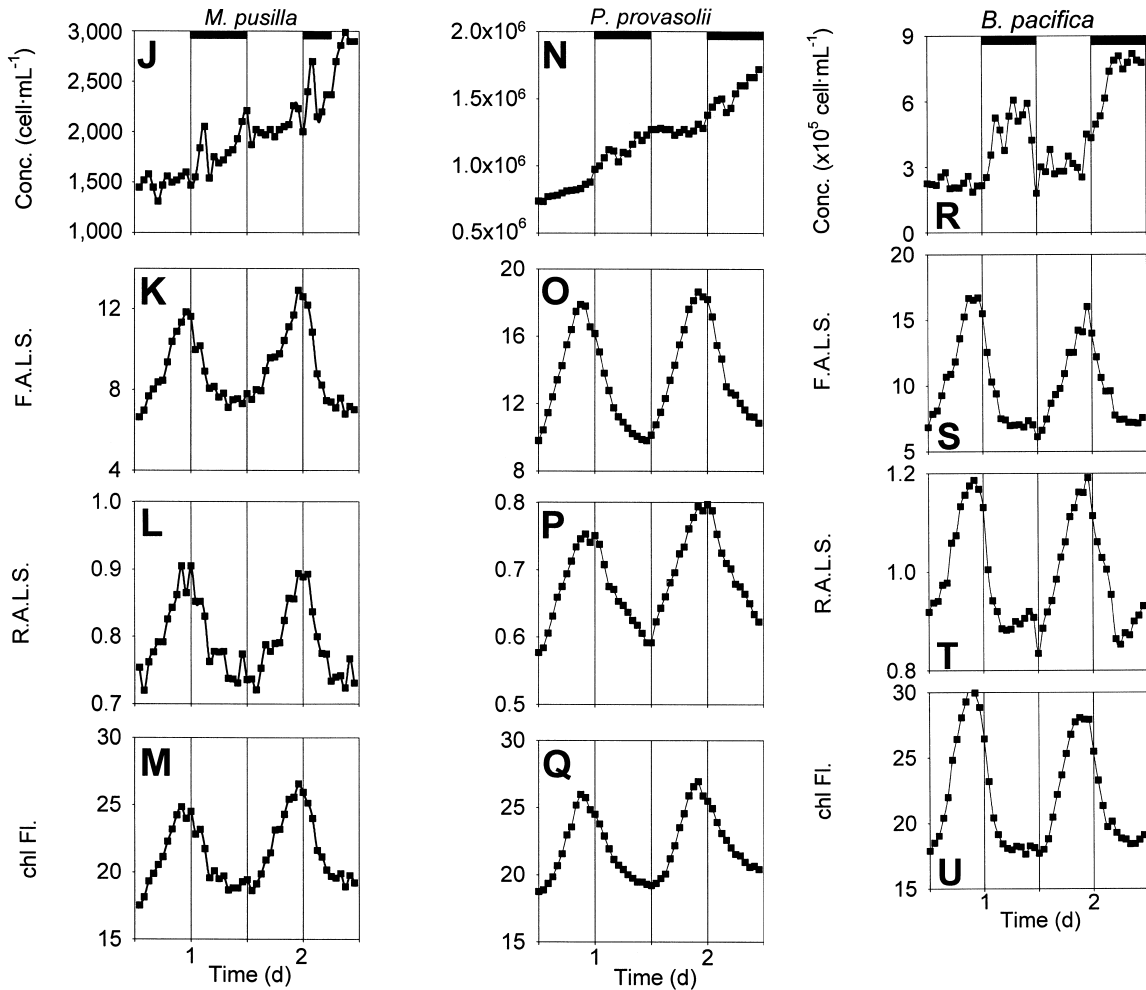 M. pusilla
P. provasolii
B. pacifica
J
Conc. (cell·mL-1)
3,000
2,500
2,000
1,500
1,000
N
2.0x10⁶
1.5x10⁶
1.0x10⁶
0.5x10⁶
R
Conc. (x10⁵ cell·mL⁻¹)
9
6
3
0
K
F.A.L.S.
12
8
4
O
20
16
12
8
S
F.A.L.S.
20
15
10
5
L
R.A.L.S.
1.0
0.9
0.8
0.7
P
0.8
0.7
0.6
0.5
T
R.A.L.S.
1.2
1.0
0.8
M
chl Fl.
30
25
20
15
1
2
Time (d)
Q
30
25
20
15
1
2
Time (d)
U
chl Fl.
30
25
20
15
1
2
Time (d)